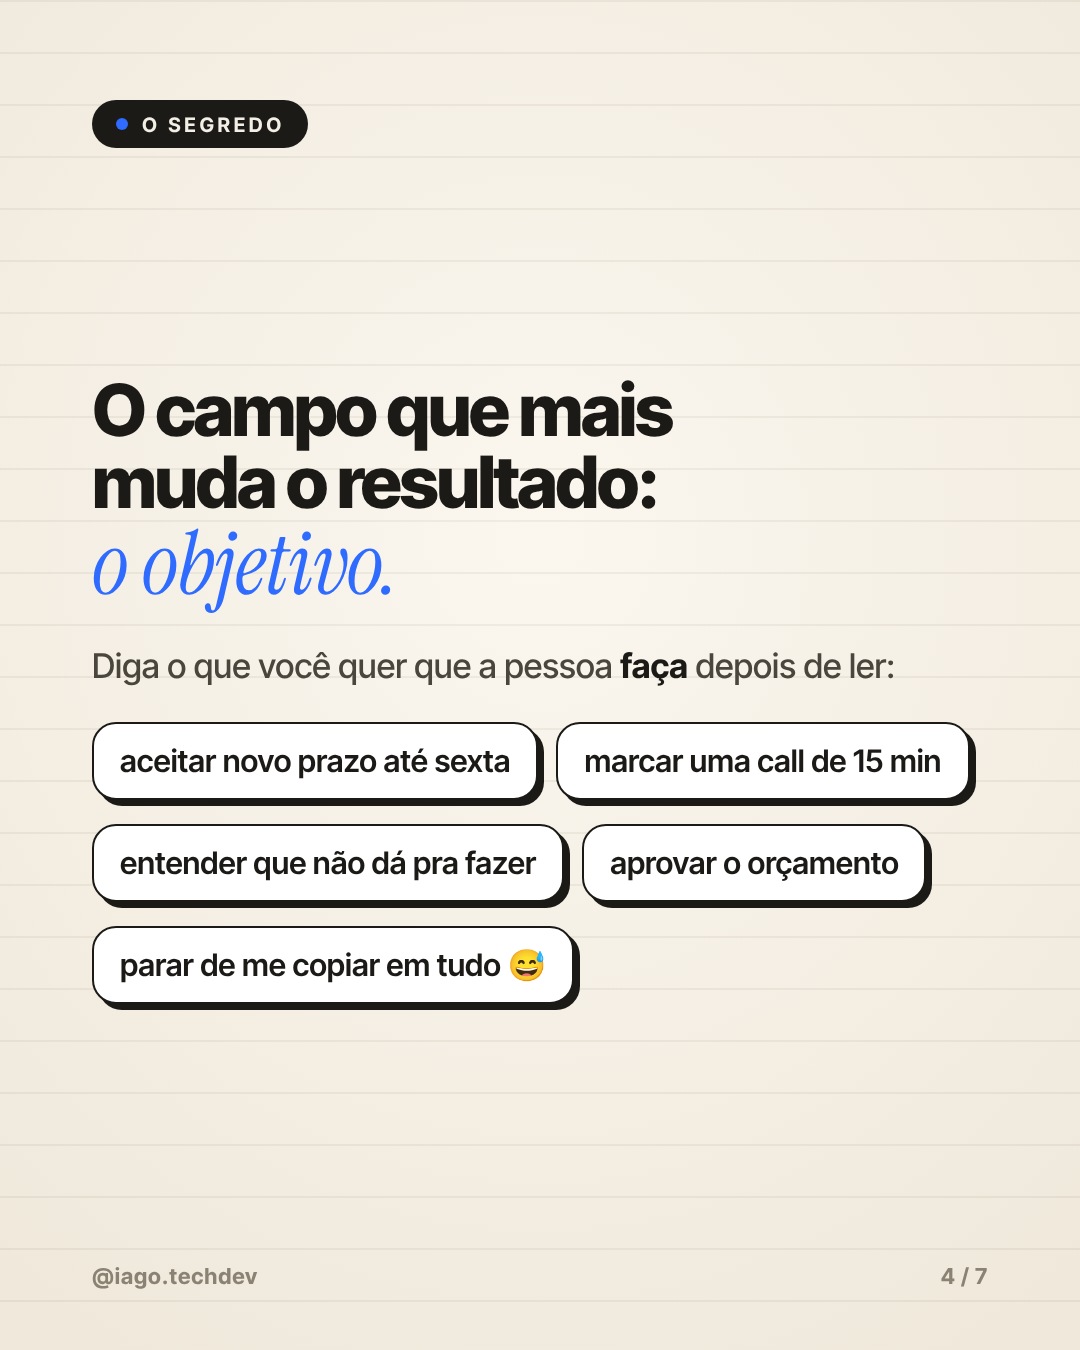 O SEGREDO
O campo que mais
muda o resultado:
o objetivo.
Diga o que você quer que a pessoa faça depois de ler:
aceitar novo prazo até sexta
marcar uma call de 15 min
entender que não dá pra fazer
aprovar o orçamento
parar de me copiar em tudo 😅
@iago.techdev
4 / 7